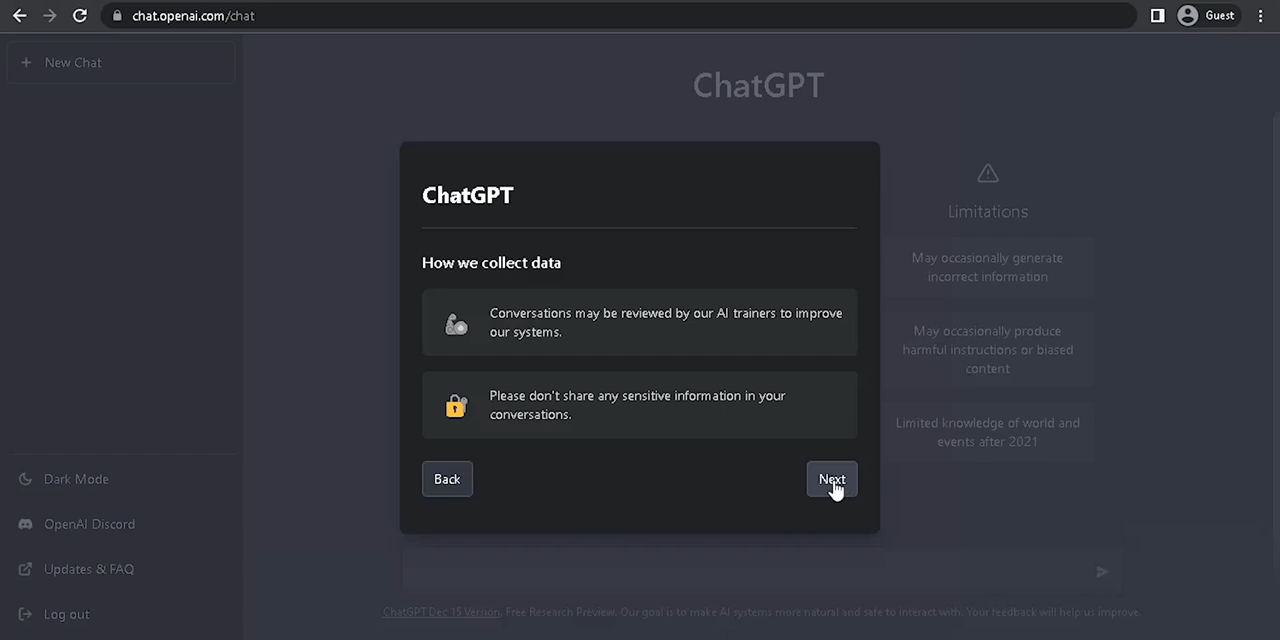 chat.openai.com/chat
Guest
New Chat
ChatGPT
ChatGPT
How we collect data
Conversations may be reviewed by our AI trainers to improve
our systems.
Please don't share any sensitive information in your
conversations.
Back
Next
Limitations
May occasionally generate
incorrect information
May occasionally produce
harmful instructions or biased
content
Limited knowledge of world and
events after 2021
Dark Mode
OpenAI Discord
Updates & FAQ
Log out
ChatGPT Dec 15 Version. Free Research Preview. Our goal is to make AI systems more natural and safe to interact with. Your feedback will help us improve.